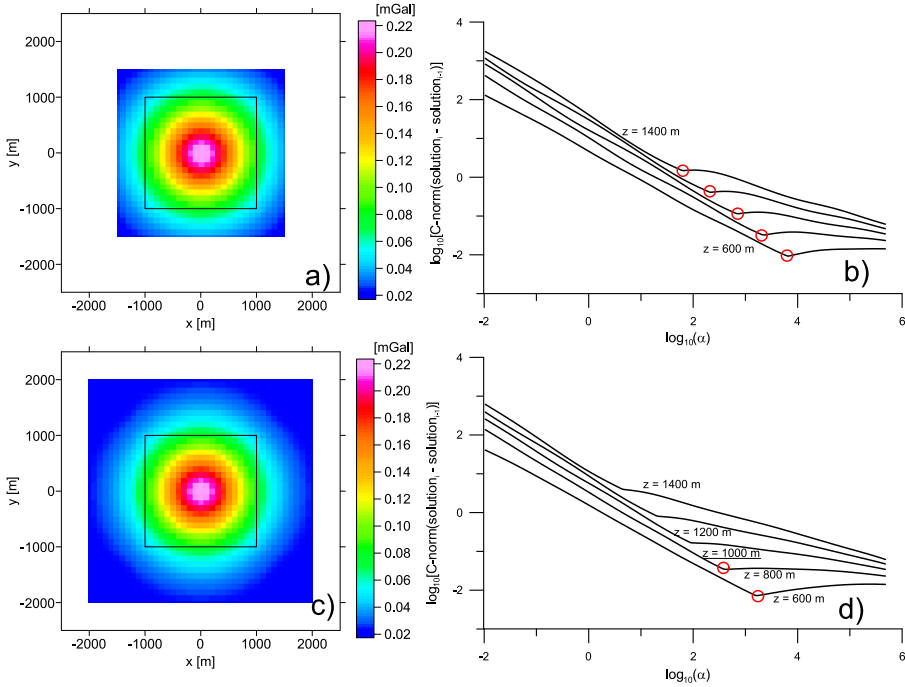 [mGal]
2000
1000
0
-1000
-2000
y [m]
-2000 -1000 0 1000 2000
x [m]
0.22
0.20
0.18
0.16
0.14
0.12
0.10
0.08
0.06
0.04
0.02
a)
4
2
0
-2
-4
log10[C-norm(solutioni - solutioni-1)]
z = 1400 m
z = 600 m
b)
-2 0 2 4 6
log10(α)
[mGal]
2000
1000
0
-1000
-2000
y [m]
-2000 -1000 0 1000 2000
x [m]
0.22
0.20
0.18
0.16
0.14
0.12
0.10
0.08
0.06
0.04
0.02
c)
4
2
0
-2
-4
log10[C-norm(solutioni - solutioni-1)]
z = 1400 m
z = 1200 m
z = 1000 m
z = 800 m
z = 600 m
d)
-2 0 2 4 6
log10(α)